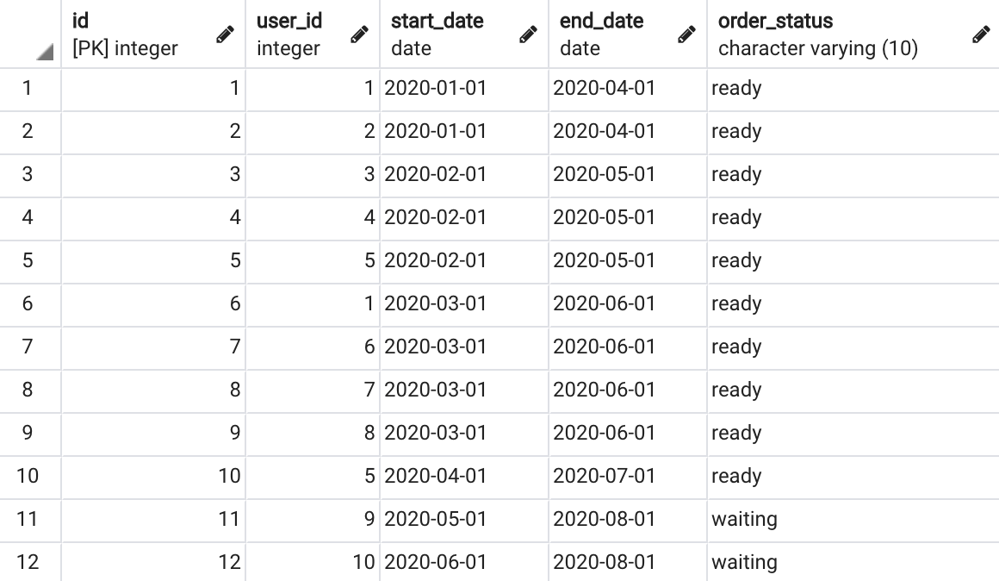 id user_id start_date end_date order_status
[PK] integer integer date date character varying (10)
1 1 1 2020-01-01 2020-04-01 ready
2 2 2 2020-01-01 2020-04-01 ready
3 3 3 2020-02-01 2020-05-01 ready
4 4 4 2020-02-01 2020-05-01 ready
5 5 5 2020-02-01 2020-05-01 ready
6 6 1 2020-03-01 2020-06-01 ready
7 7 6 2020-03-01 2020-06-01 ready
8 8 7 2020-03-01 2020-06-01 ready
9 9 8 2020-03-01 2020-06-01 ready
10 10 5 2020-04-01 2020-07-01 ready
11 11 9 2020-05-01 2020-08-01 waiting
12 12 10 2020-06-01 2020-08-01 waiting